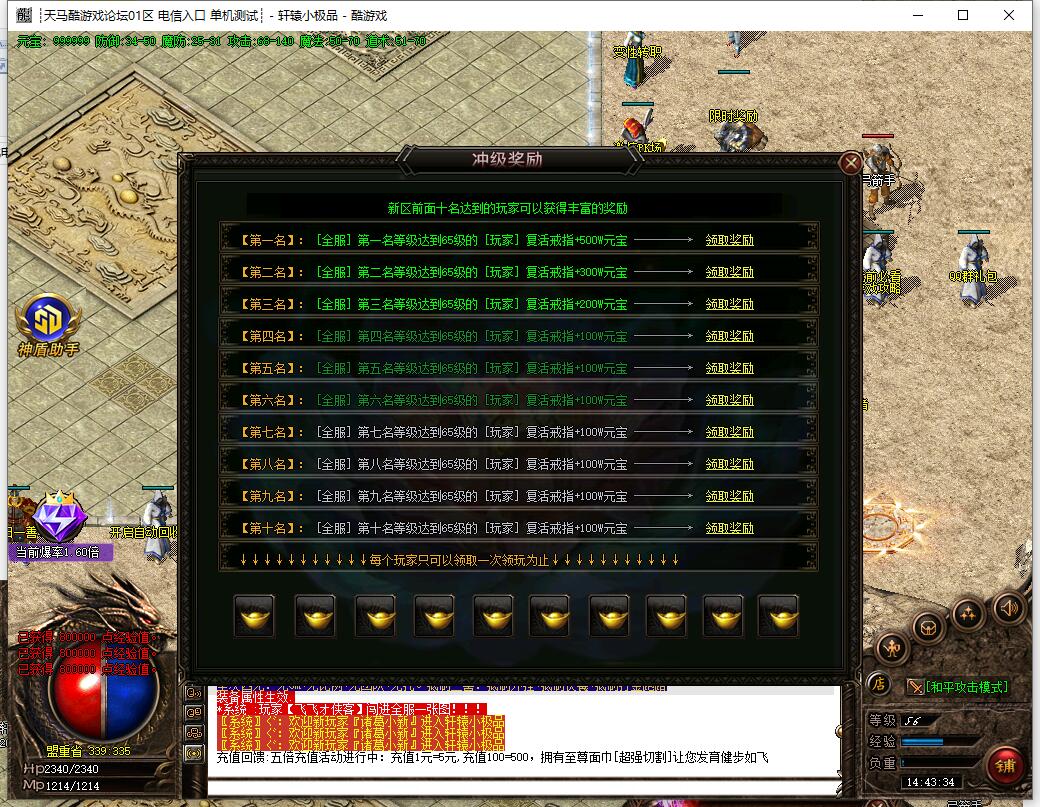 天马酷游戏论坛01区 电信入口 单机测试 - 轩辕小极品 - 酷游戏
元宝: 999999 防御:34-50 魔防:25-31 攻击:68-140 魔法:50-70 道术:51-70
变性转职
限时奖励
冲级奖励
弓箭手
新区前面十名达到的玩家可以获得丰富的奖励
【第一名】: [全服] 第一名等级达到65级的 [玩家] 复活戒指+500W元宝 领取奖励
【第二名】: [全服] 第二名等级达到65级的 [玩家] 复活戒指+300W元宝 领取奖励
QQ群礼包
【第三名】: [全服] 第三名等级达到65级的 [玩家] 复活戒指+200W元宝 领取奖励
【第四名】: [全服] 第四名等级达到65级的 [玩家] 复活戒指+100W元宝 领取奖励
神盾助手
【第五名】: [全服] 第五名等级达到65级的 [玩家] 复活戒指+100W元宝 领取奖励
【第六名】: [全服] 第六名等级达到65级的 [玩家] 复活戒指+100W元宝 领取奖励
【第七名】: [全服] 第七名等级达到65级的 [玩家] 复活戒指+100W元宝 领取奖励
【第八名】: [全服] 第八名等级达到65级的 [玩家] 复活戒指+100W元宝 领取奖励
【第九名】: [全服] 第九名等级达到65级的 [玩家] 复活戒指+100W元宝 领取奖励
【第十名】: [全服] 第十名等级达到65级的 [玩家] 复活戒指+100W元宝 领取奖励
开启自动回收
当前爆率1.60倍
↓↓↓↓↓↓↓↓↓↓↓每个玩家只可以领取一次领玩为止↓↓↓↓↓↓↓↓↓↓↓
已获得 800000 点经验值。
已获得 800000 点经验值。
已获得 800000 点经验值。
店
[和平攻击模式]
装备属性生效
*系统*玩家【飞飞才侠客】闯进全服一张图！！！
〖系统〗<':欢迎新玩家『诸葛小新』进入轩辕小极品
〖系统〗<':欢迎新玩家『诸葛小新』进入轩辕小极品
〖系统〗<':欢迎新玩家『诸葛小新』进入轩辕小极品
充值回馈:五倍充值活动进行中: 充值1元=5元,充值100=500, 拥有至尊面巾[超强切割]让您发育健步如飞
盟重省 339:335
Hp2340/2340
Mp1214/1214
等级 56
经验
负重
铺
14:43:34